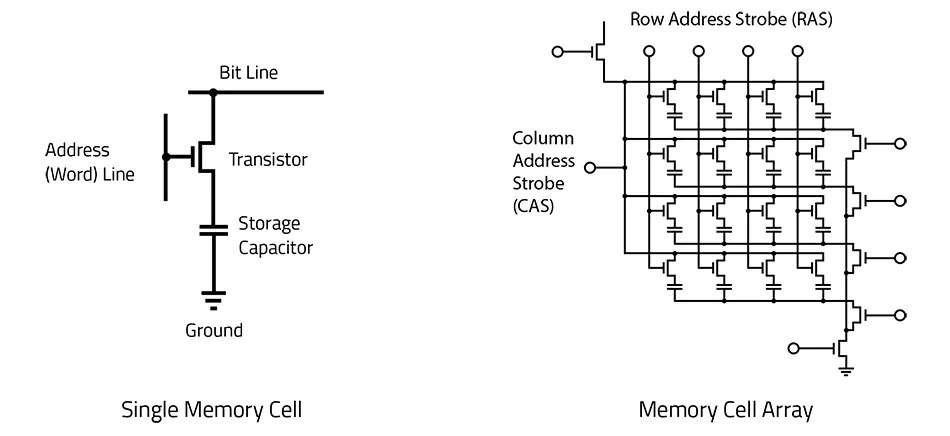 Bit Line
Address
(Word) Line
Transistor
Storage
Capacitor
Ground
Single Memory Cell
Row Address Strobe (RAS)
Column
Address
Strobe
(CAS)
Memory Cell Array